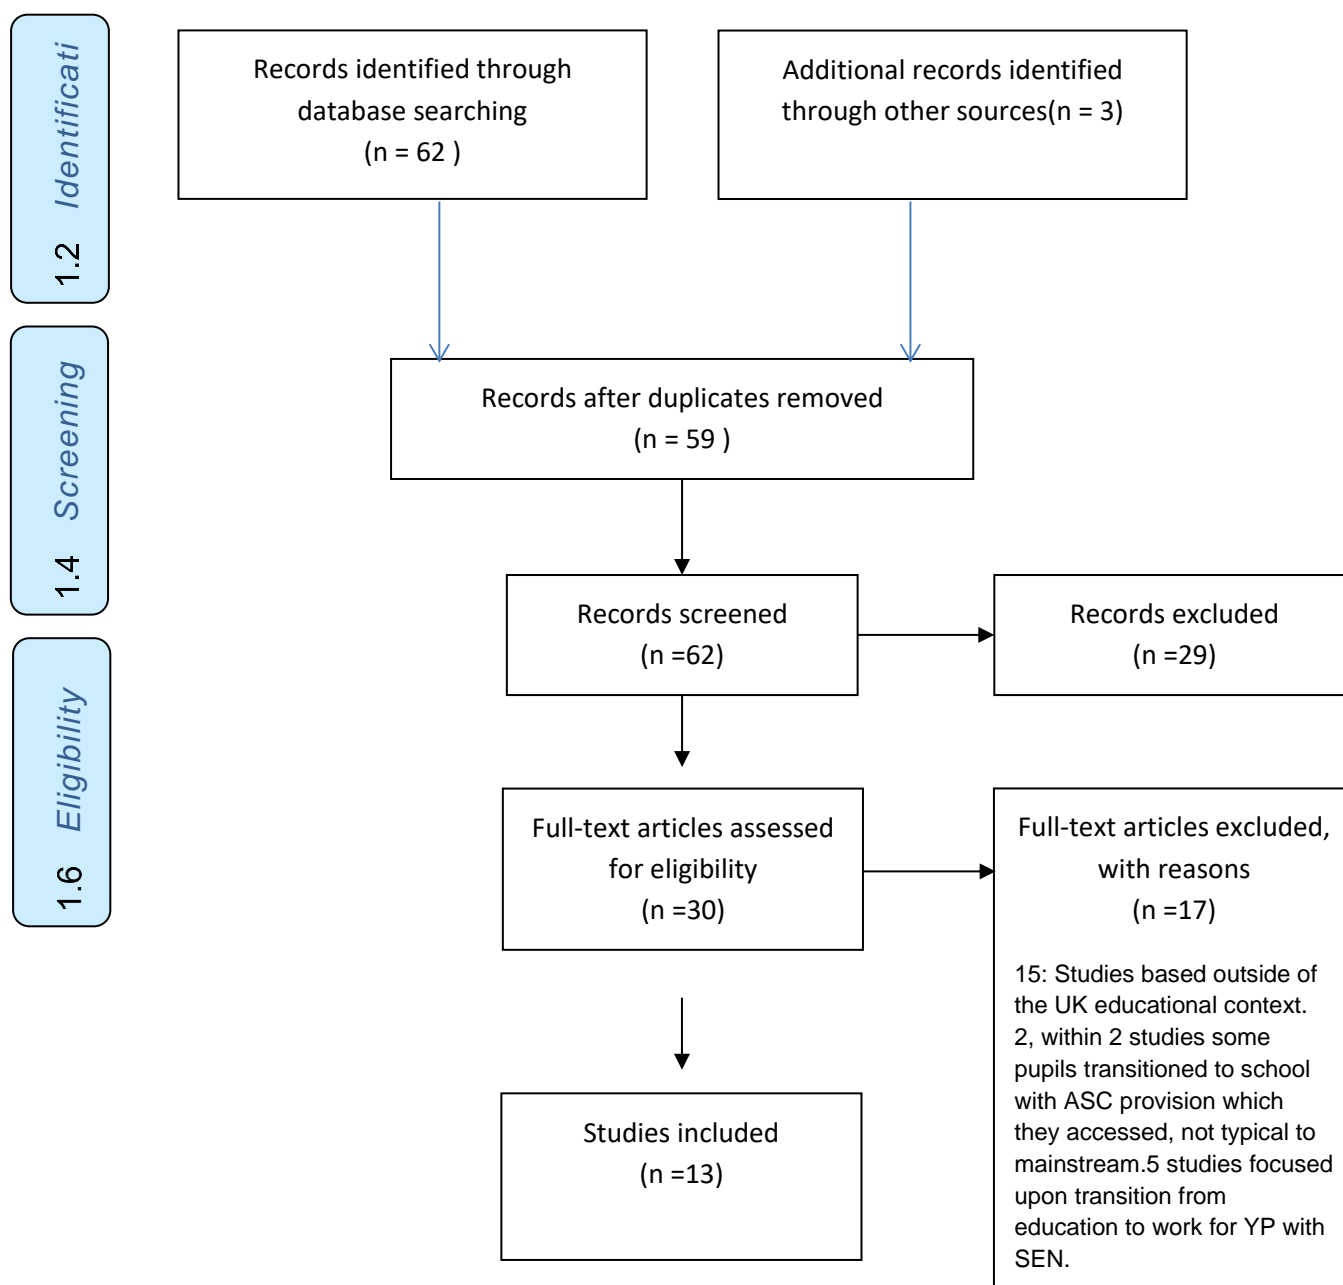 1.2 Identificati
Records identified through
database searching
(n = 62 )
Additional records identified
through other sources(n = 3)
1.4 Screening
Records after duplicates removed
(n = 59 )
Records screened
(n =62)
Records excluded
(n =29)
1.6 Eligibility
Full-text articles assessed
for eligibility
(n =30)
Full-text articles excluded,
with reasons
(n =17)
15: Studies based outside of
the UK educational context.
2, within 2 studies some
pupils transitioned to school
with ASC provision which
they accessed, not typical to
mainstream.5 studies focused
upon transition from
education to work for YP with
SEN.
Studies included
(n =13)